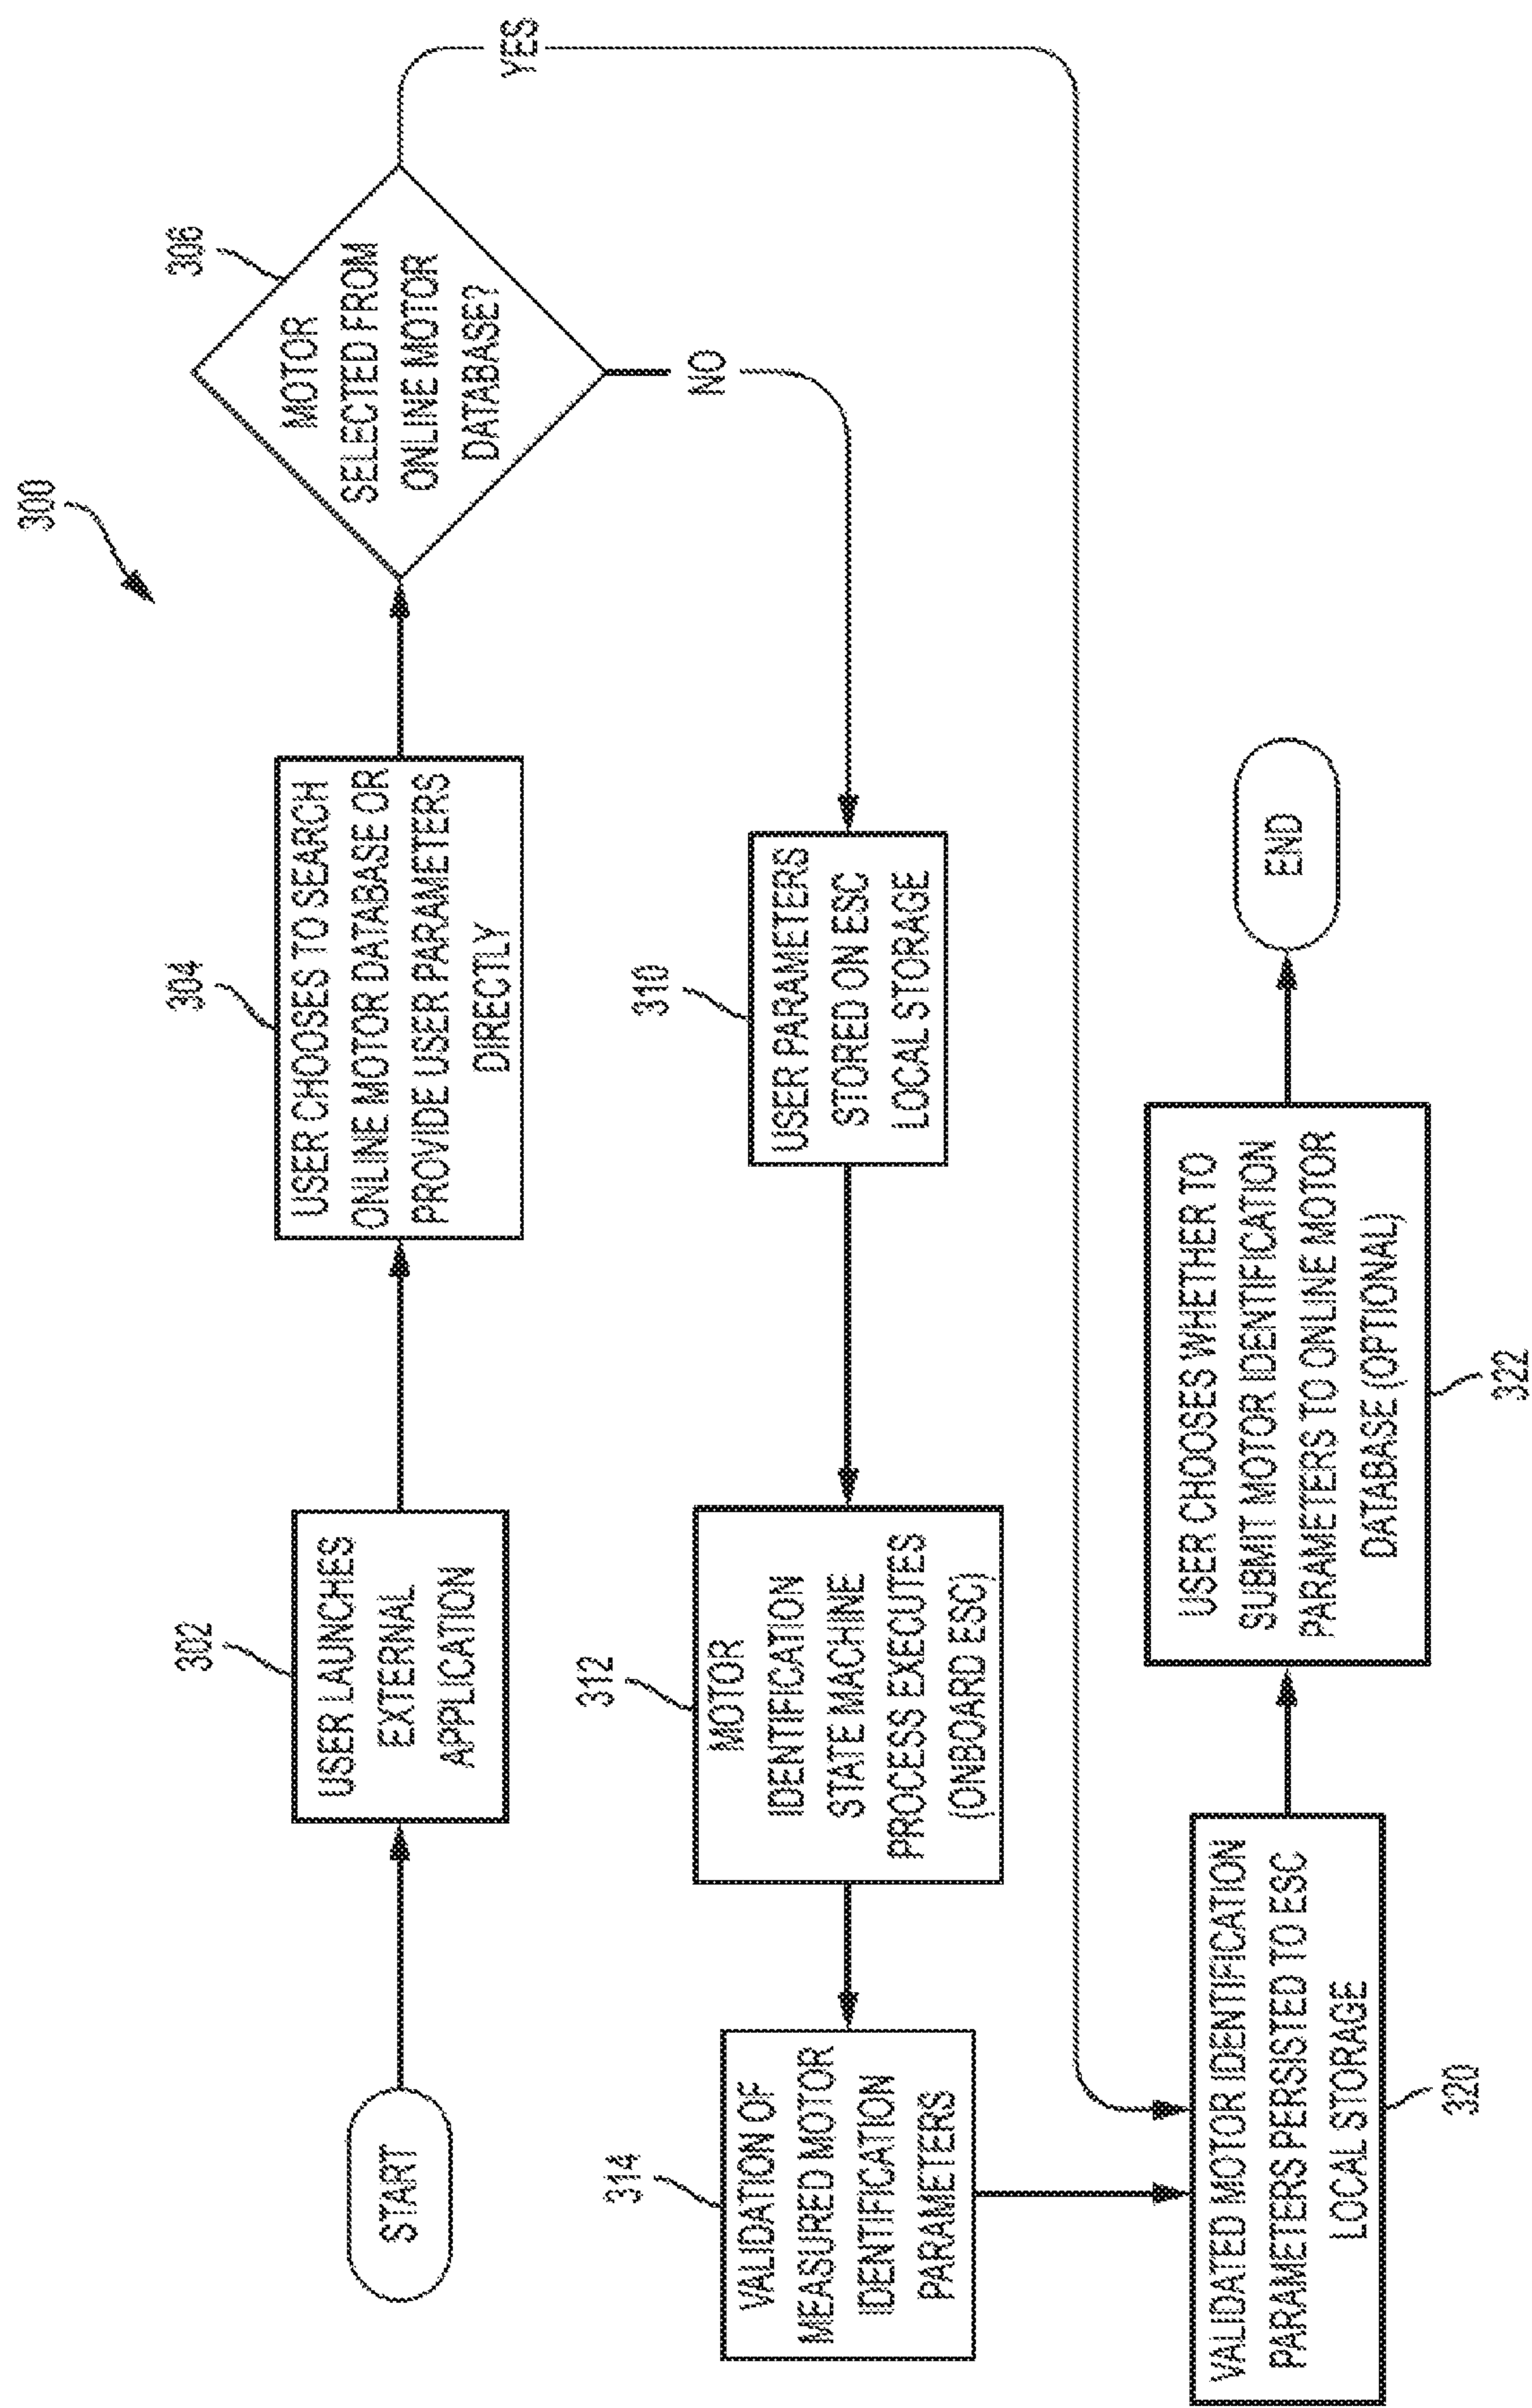 300
START
302
USER LAUNCHES
EXTERNAL
APPLICATION
304
USER CHOOSES TO SEARCH
ONLINE MOTOR DATABASE OR
PROVIDE USER PARAMETERS
DIRECTLY
306
MOTOR
SELECTED FROM
ONLINE MOTOR
DATABASE?
YES
NO
310
USER PARAMETERS
STORED ON ESC
LOCAL STORAGE
312
MOTOR
IDENTIFICATION
STATE MACHINE
PROCESS EXECUTES
(ONBOARD ESC)
314
VALIDATION OF
MEASURED MOTOR
IDENTIFICATION
PARAMETERS
VALIDATED MOTOR IDENTIFICATION
PARAMETERS PERSISTED TO ESC
LOCAL STORAGE
320
USER CHOOSES WHETHER TO
SUBMIT MOTOR IDENTIFICATION
PARAMETERS TO ONLINE MOTOR
DATABASE (OPTIONAL)
322
END